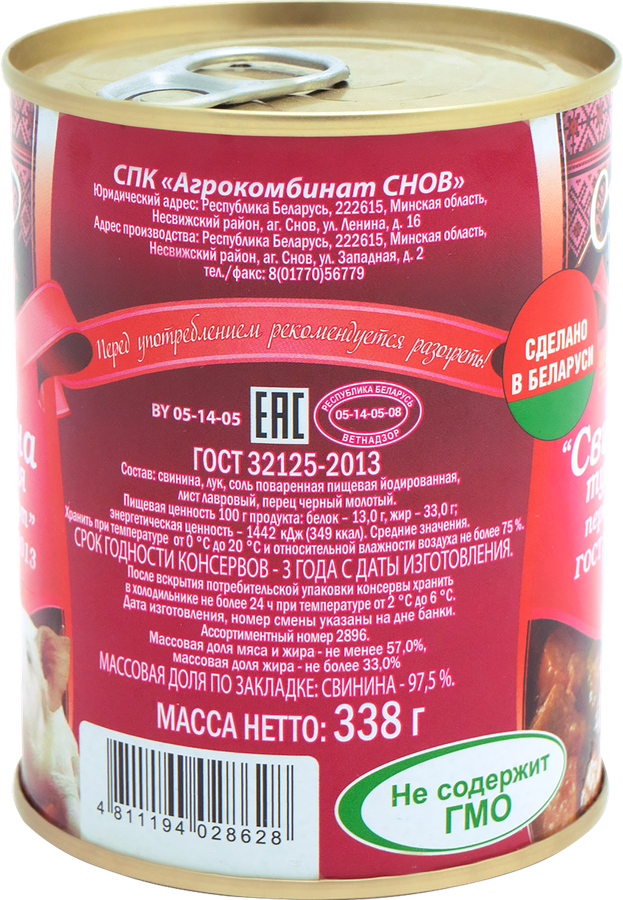 СПК «Агрокомбинат СНОВ»
Юридический адрес: Республика Беларусь, 222615, Минская область,
Несвижский район, аг. Снов, ул. Ленина, д. 16
Адрес производства: Республика Беларусь, 222615, Минская область,
Несвижский район, аг. Снов, ул. Западная, д. 2
тел./факс: 8(01770)56779
Перед употреблением рекомендуется разогреть!
СДЕЛАНО
В БЕЛАРУСИ
BY 05-14-05
ЕАС
РЕСПУБЛИКА БЕЛАРУСЬ
05-14-05-08
ВЕТНАДЗОР
ГОСТ 32125-2013
Состав: свинина, лук, соль поваренная пищевая йодированная,
лист лавровый, перец черный молотый.
Пищевая ценность 100 г продукта: белок – 13,0 г, жир – 33,0 г;
энергетическая ценность – 1442 кДж (349 ккал). Средние значения.
Хранить при температуре от 0 °С до 20 °С и относительной влажности воздуха не более 75 %.
СРОК ГОДНОСТИ КОНСЕРВОВ - 3 ГОДА С ДАТЫ ИЗГОТОВЛЕНИЯ.
После вскрытия потребительской упаковки консервы хранить
в холодильнике не более 24 ч при температуре от 2 °С до 6 °С.
Дата изготовления, номер смены указаны на дне банки.
Ассортиментный номер 2896.
Массовая доля мяса и жира - не менее 57,0%,
массовая доля жира - не более 33,0%
МАССОВАЯ ДОЛЯ ПО ЗАКЛАДКЕ: СВИНИНА - 97,5 %.
МАССА НЕТТО: 338 г
4 811194 028628
Не содержит
ГМО